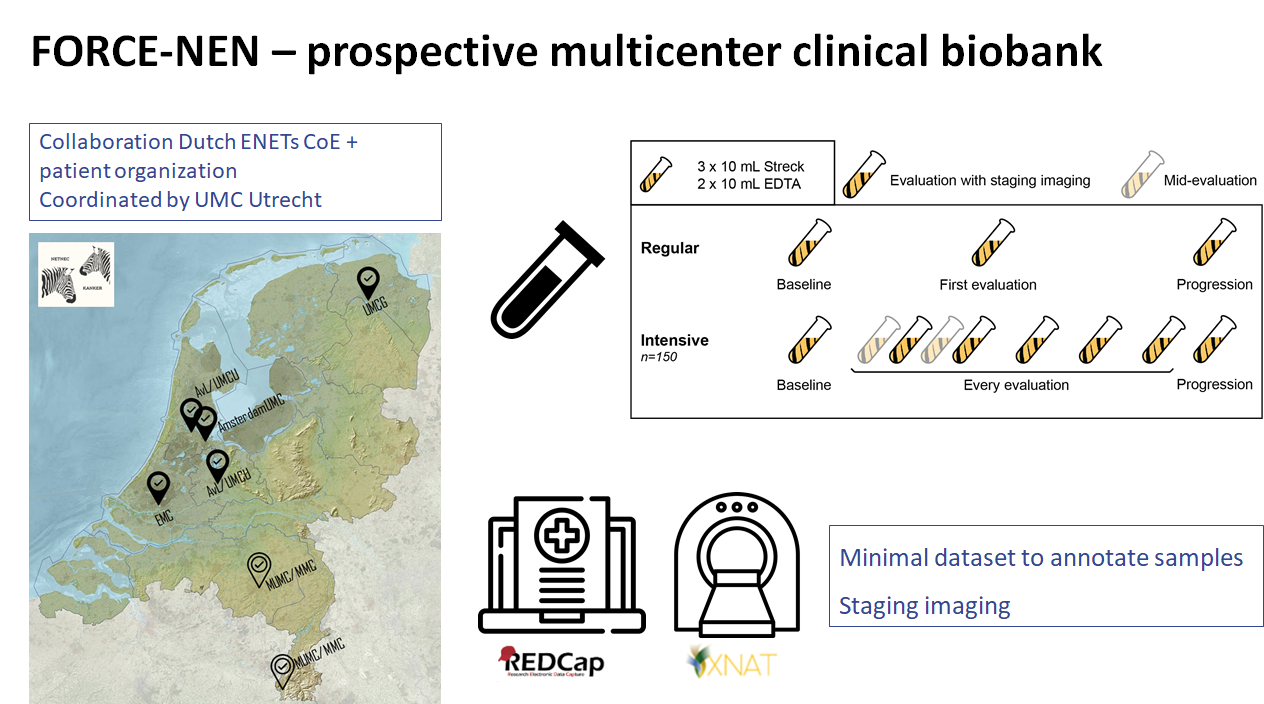 FORCE-NEN – prospective multicenter clinical biobank
Collaboration Dutch ENETs CoE +
patient organization
Coordinated by UMC Utrecht
HETHEC
KANKER
UMCG
AvL/UMCU
AmsterdamUMC
AvL/UMCU
EMC
MUMC/MMC
MUMC/MMC
3 x 10 mL Streck
2 x 10 mL EDTA
Evaluation with staging imaging
Mid-evaluation
Regular
Baseline
First evaluation
Progression
Intensive
n=150
Baseline
Every evaluation
Progression
REDCap
Research Electronic Data Capture
XNAT
Minimal dataset to annotate samples
Staging imaging